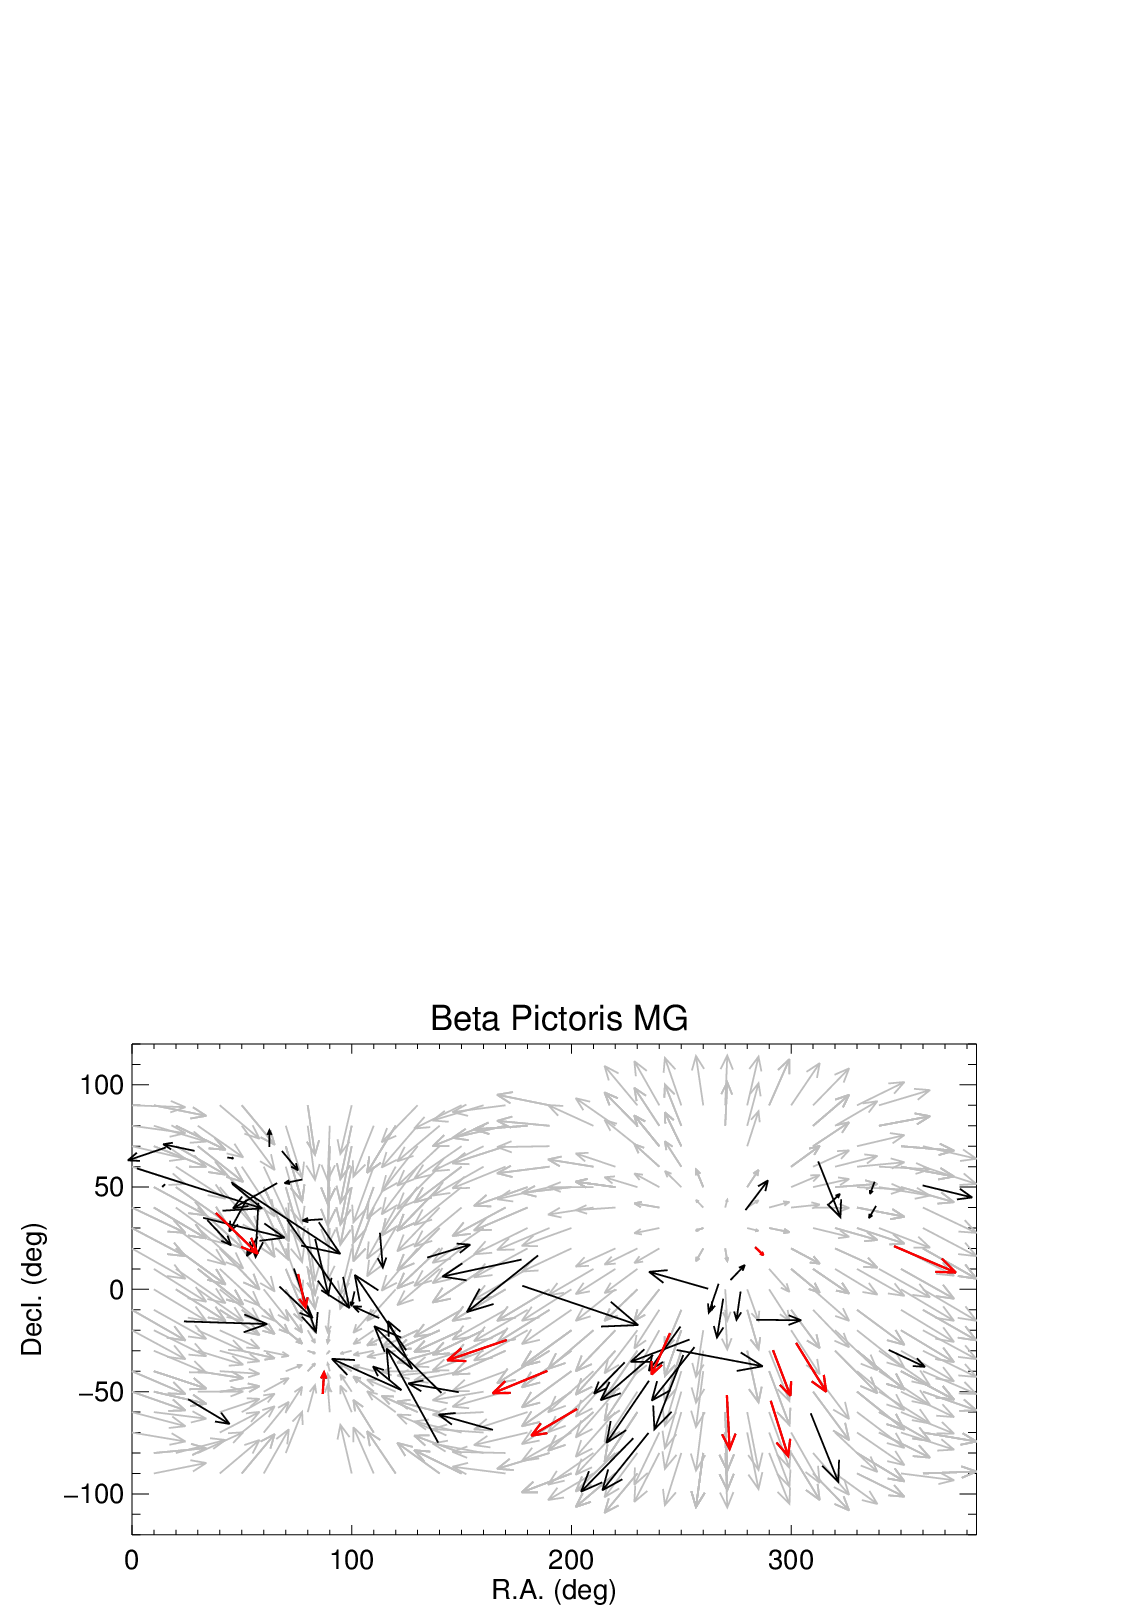 Beta Pictoris MG
100
50
0
−50
−100
Decl. (deg)
0 100 200 300
R.A. (deg)